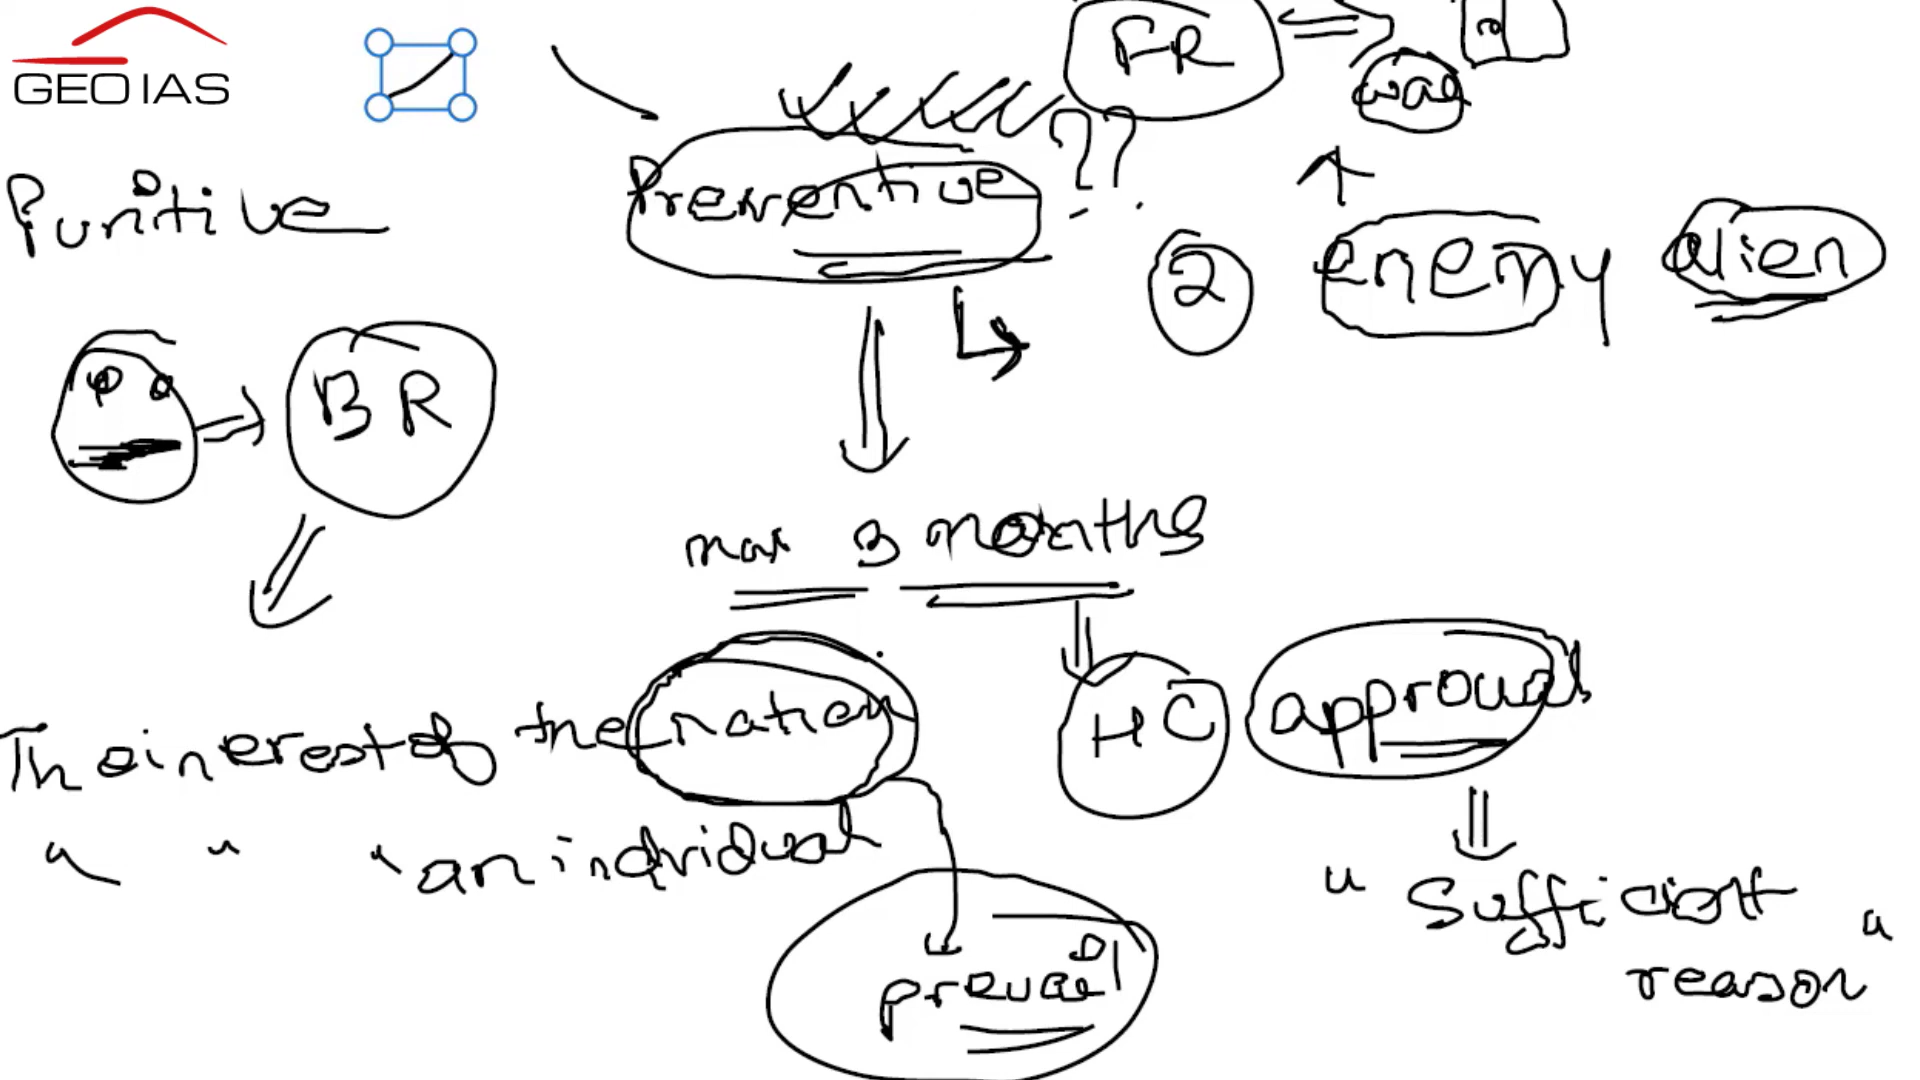 GEO IAS
FR
war
Punitive
Preventive ??
2 enemy alien
BR
max 3 months
The inerest of the nation
HC approval
" " " an individual
" Sufficient
reason "
prevail